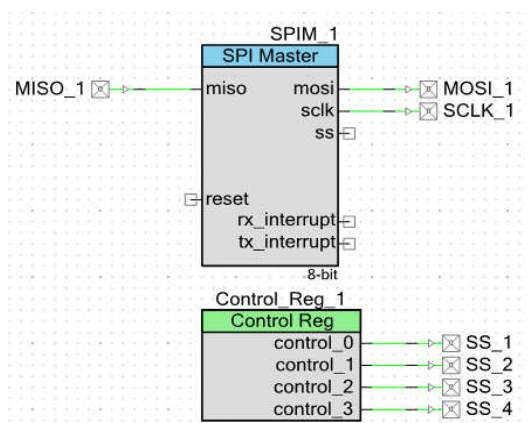 SPIM_1
SPI Master
MISO_1 miso mosi MOSI_1
sclk SCLK_1
ss
reset
rx_interrupt
tx_interrupt
8-bit
Control_Reg_1
Control Reg
control_0 SS_1
control_1 SS_2
control_2 SS_3
control_3 SS_4